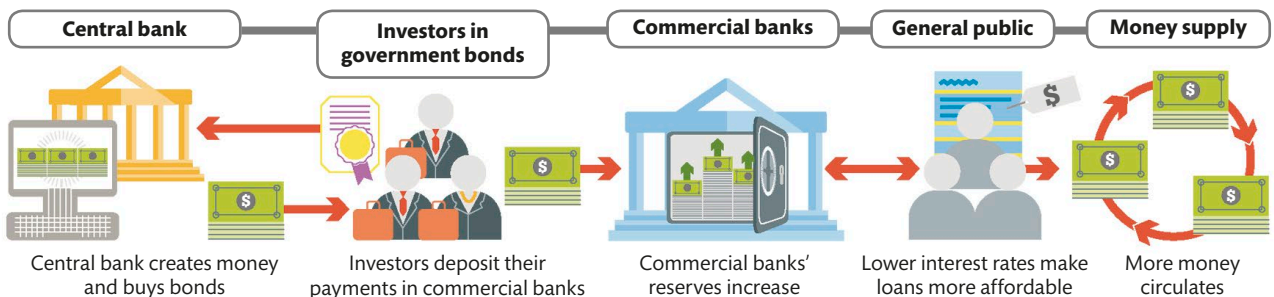 Central bank
Investors in
government bonds
Commercial banks
General public
Money supply
$
$
$
$
$
$
Central bank creates money
and buys bonds
Investors deposit their
payments in commercial banks
Commercial banks’
reserves increase
Lower interest rates make
loans more affordable
More money
circulates